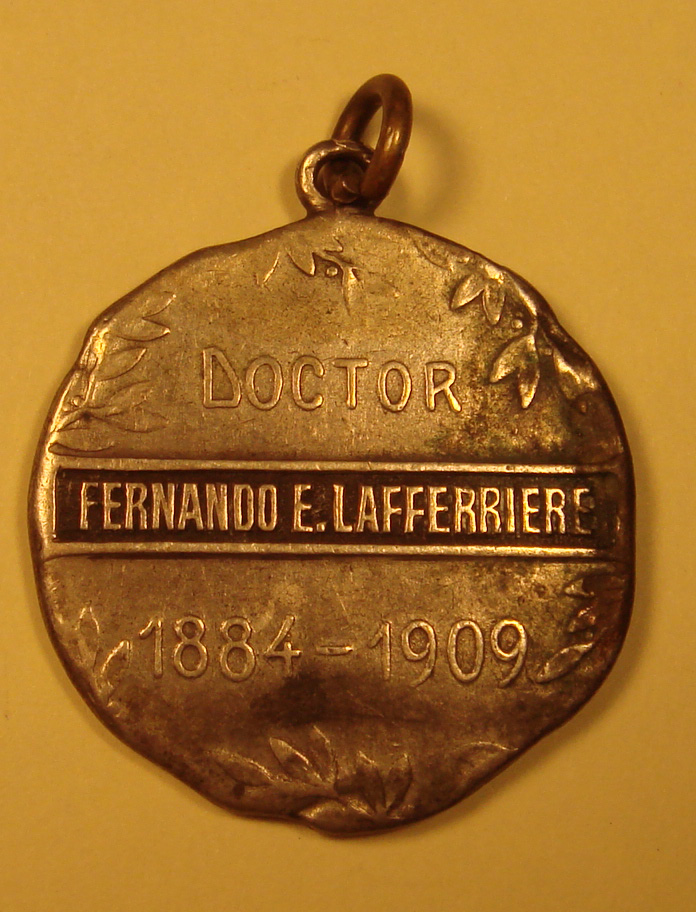 DOCTOR
FERNANDO E. LAFFERRIERE
1884-1909